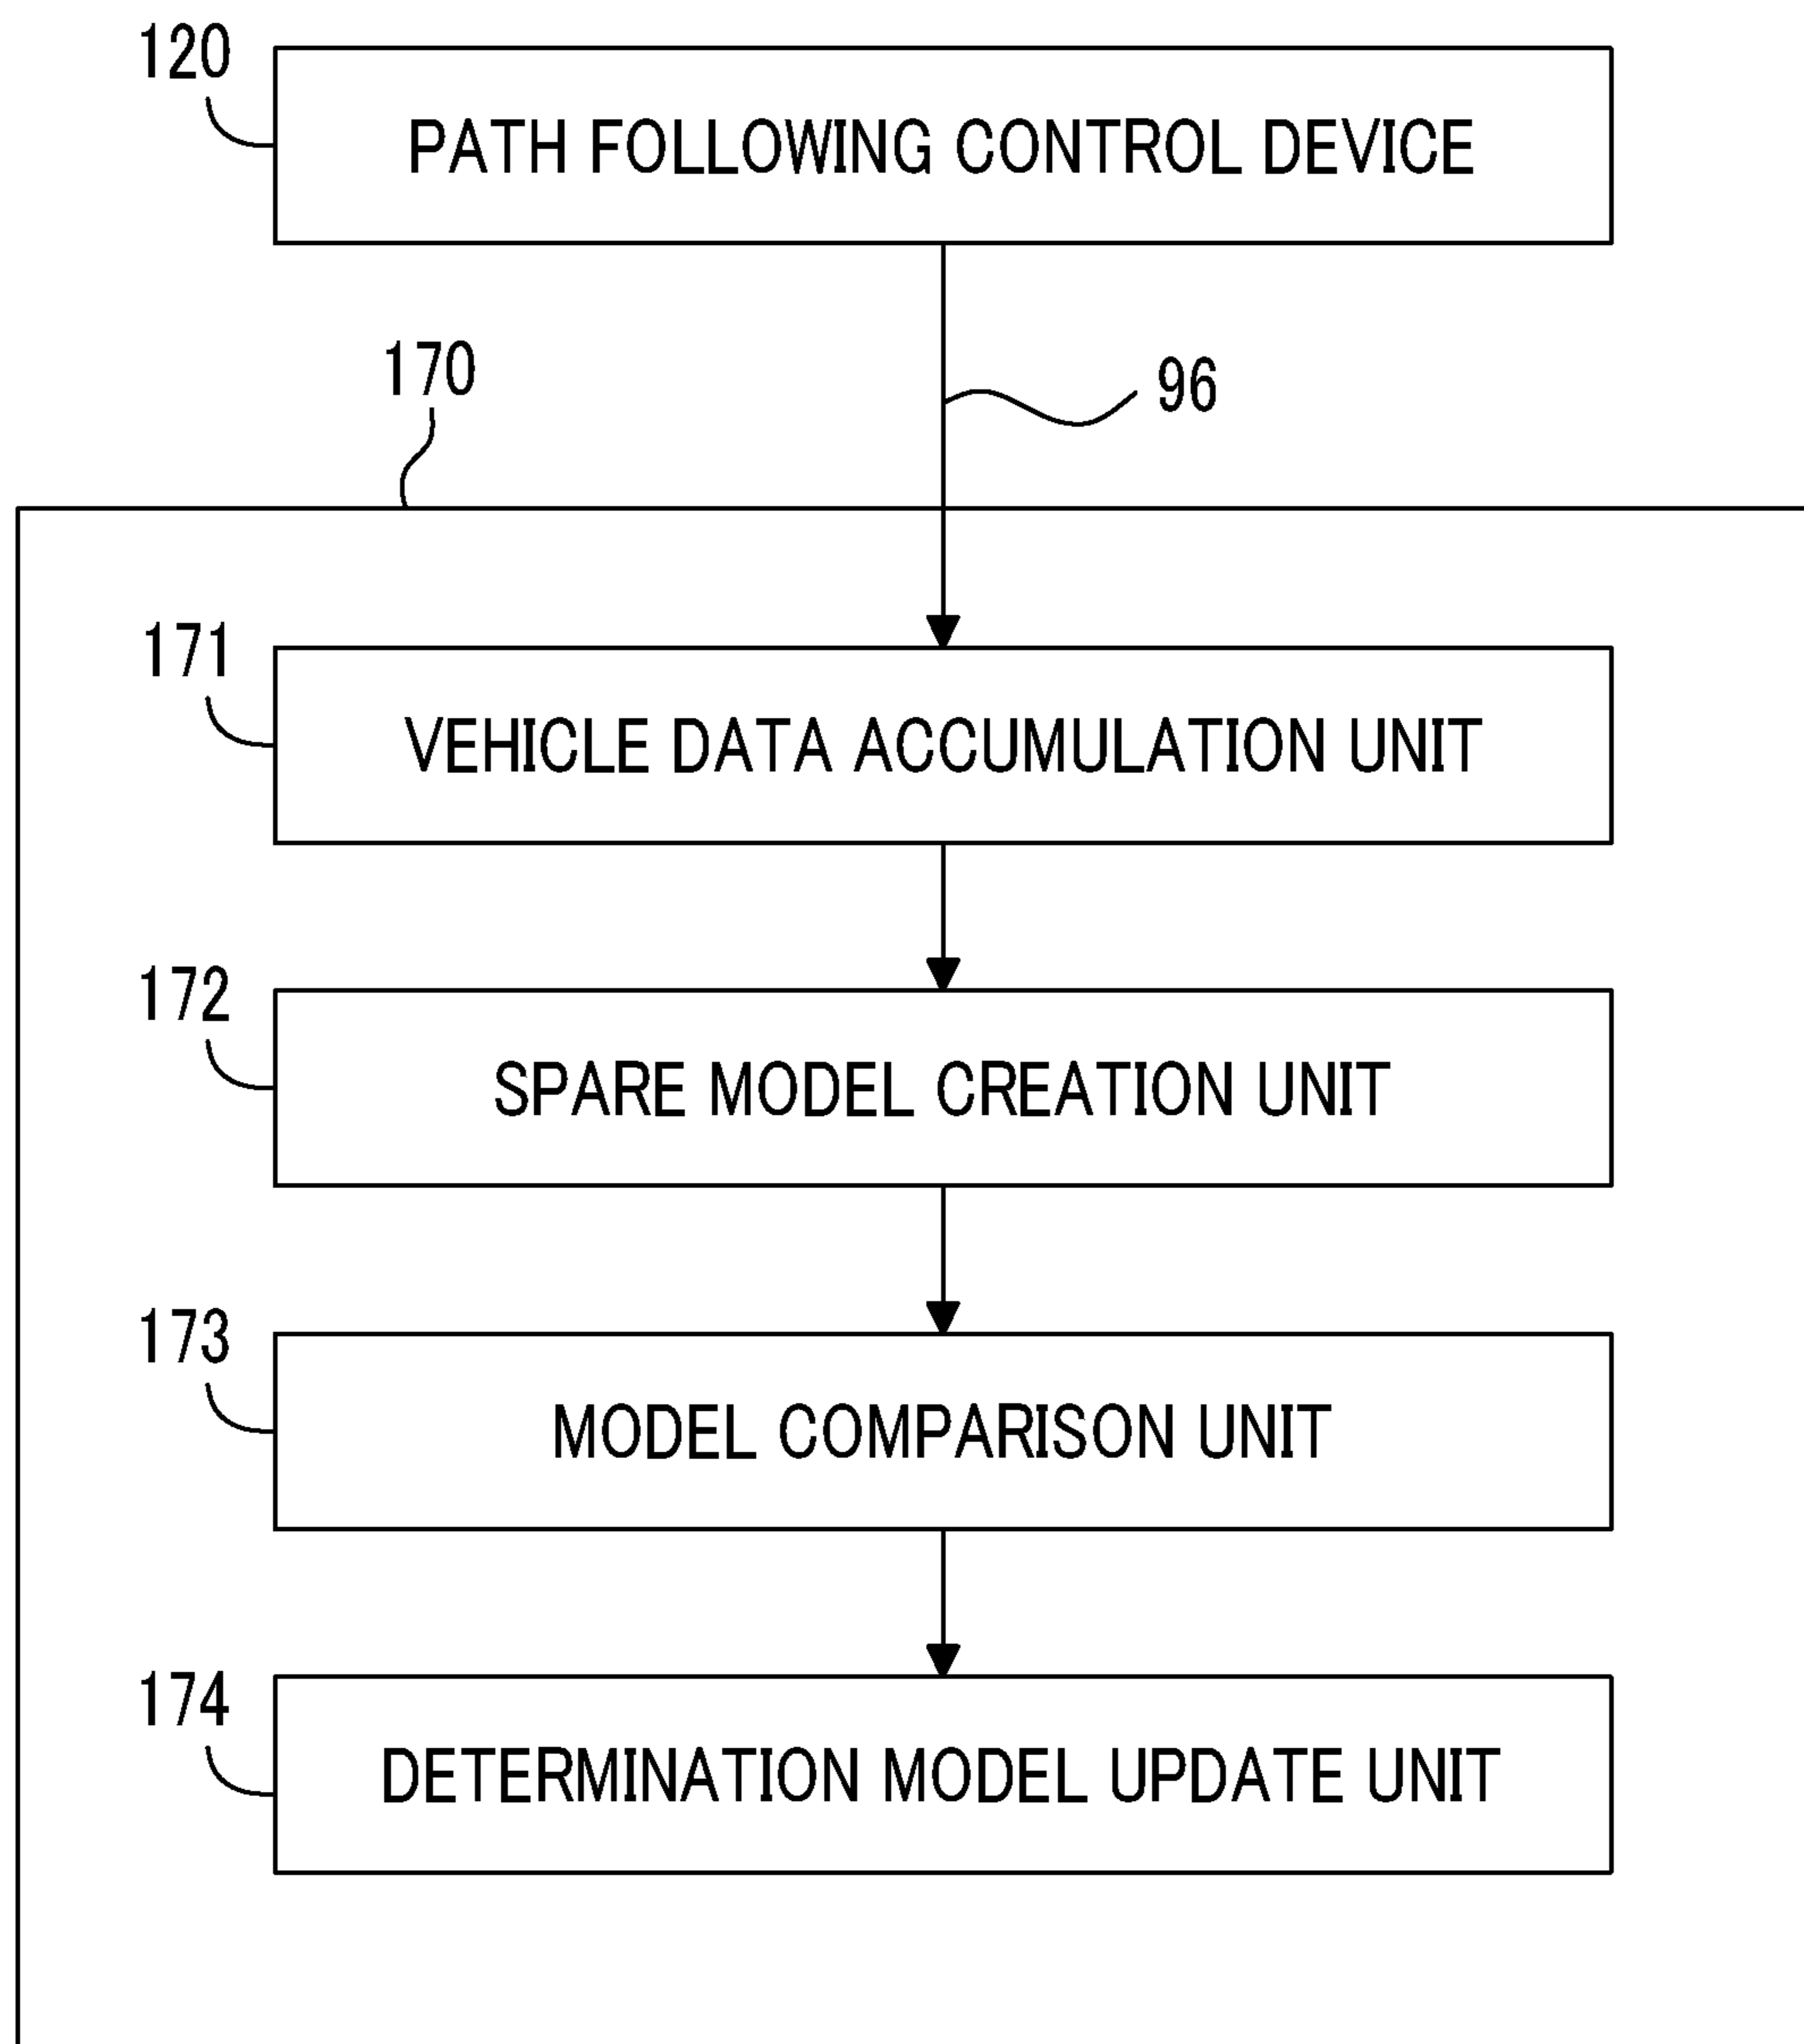 120
PATH FOLLOWING CONTROL DEVICE
170
96
171
VEHICLE DATA ACCUMULATION UNIT
172
SPARE MODEL CREATION UNIT
173
MODEL COMPARISON UNIT
174
DETERMINATION MODEL UPDATE UNIT